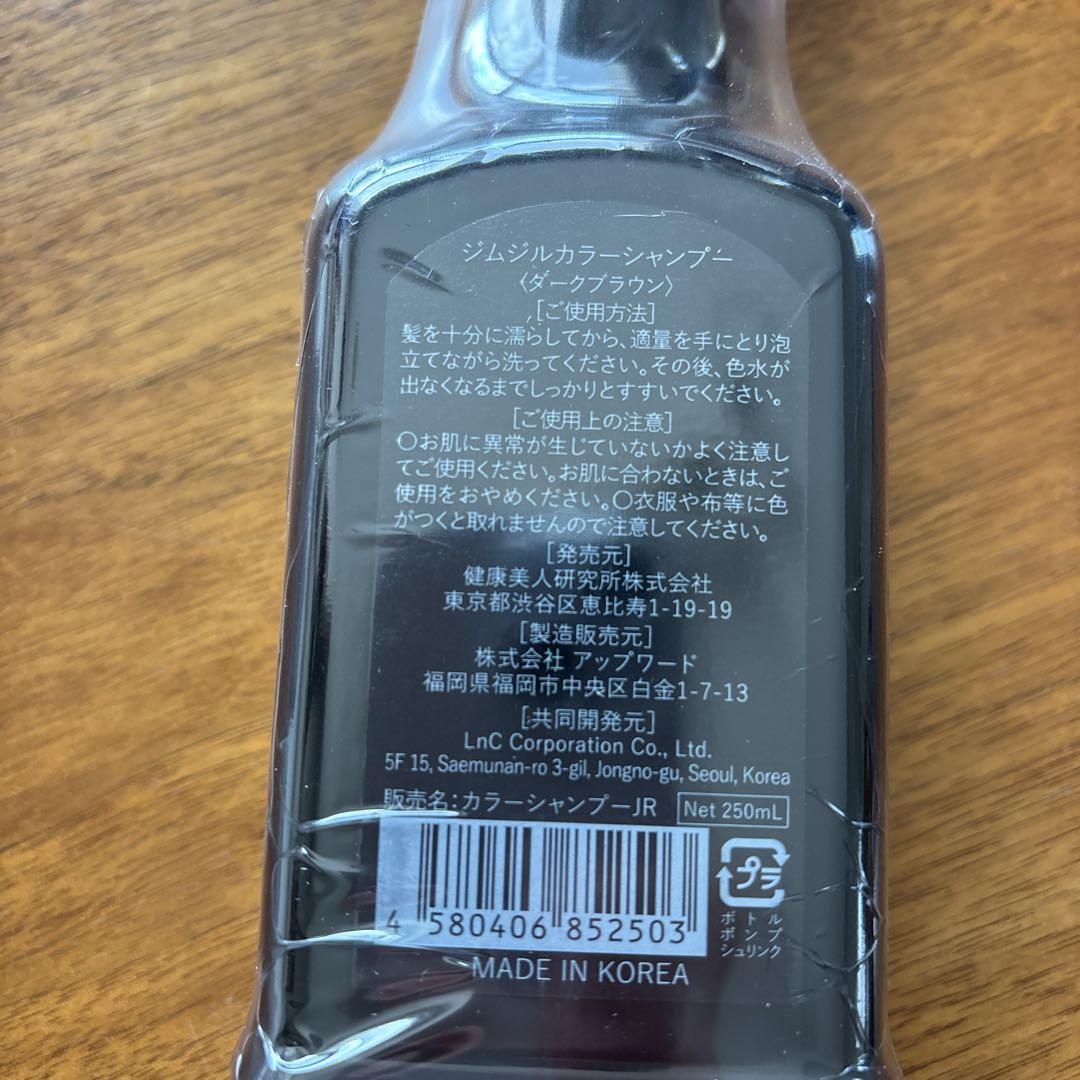 ジムジルカラーシャンプー
〈ダークブラウン〉
[ご使用方法]
髪を十分に濡らしてから、適量を手にとり泡
立てながら洗ってください。その後、色水が
出なくなるまでしっかりとすすいでください。
[ご使用上の注意]
〇お肌に異常が生じていないかよく注意し
てご使用ください。お肌に合わないときは、ご
使用をおやめください。〇衣服や布等に色
がつくと取れませんので注意してください。
[発売元]
健康美人研究所株式会社
東京都渋谷区恵比寿1-19-19
[製造販売元]
株式会社 アップワード
福岡県福岡市中央区白金1-7-13
[共同開発元]
LnC Corporation Co., Ltd.
5F 15, Saemunan-ro 3-gil, Jongno-gu, Seoul, Korea
販売名：カラーシャンプーJR Net 250mL
プラ
ボトル
ポンプ
シュリンク
4 580406 852503
MADE IN KOREA